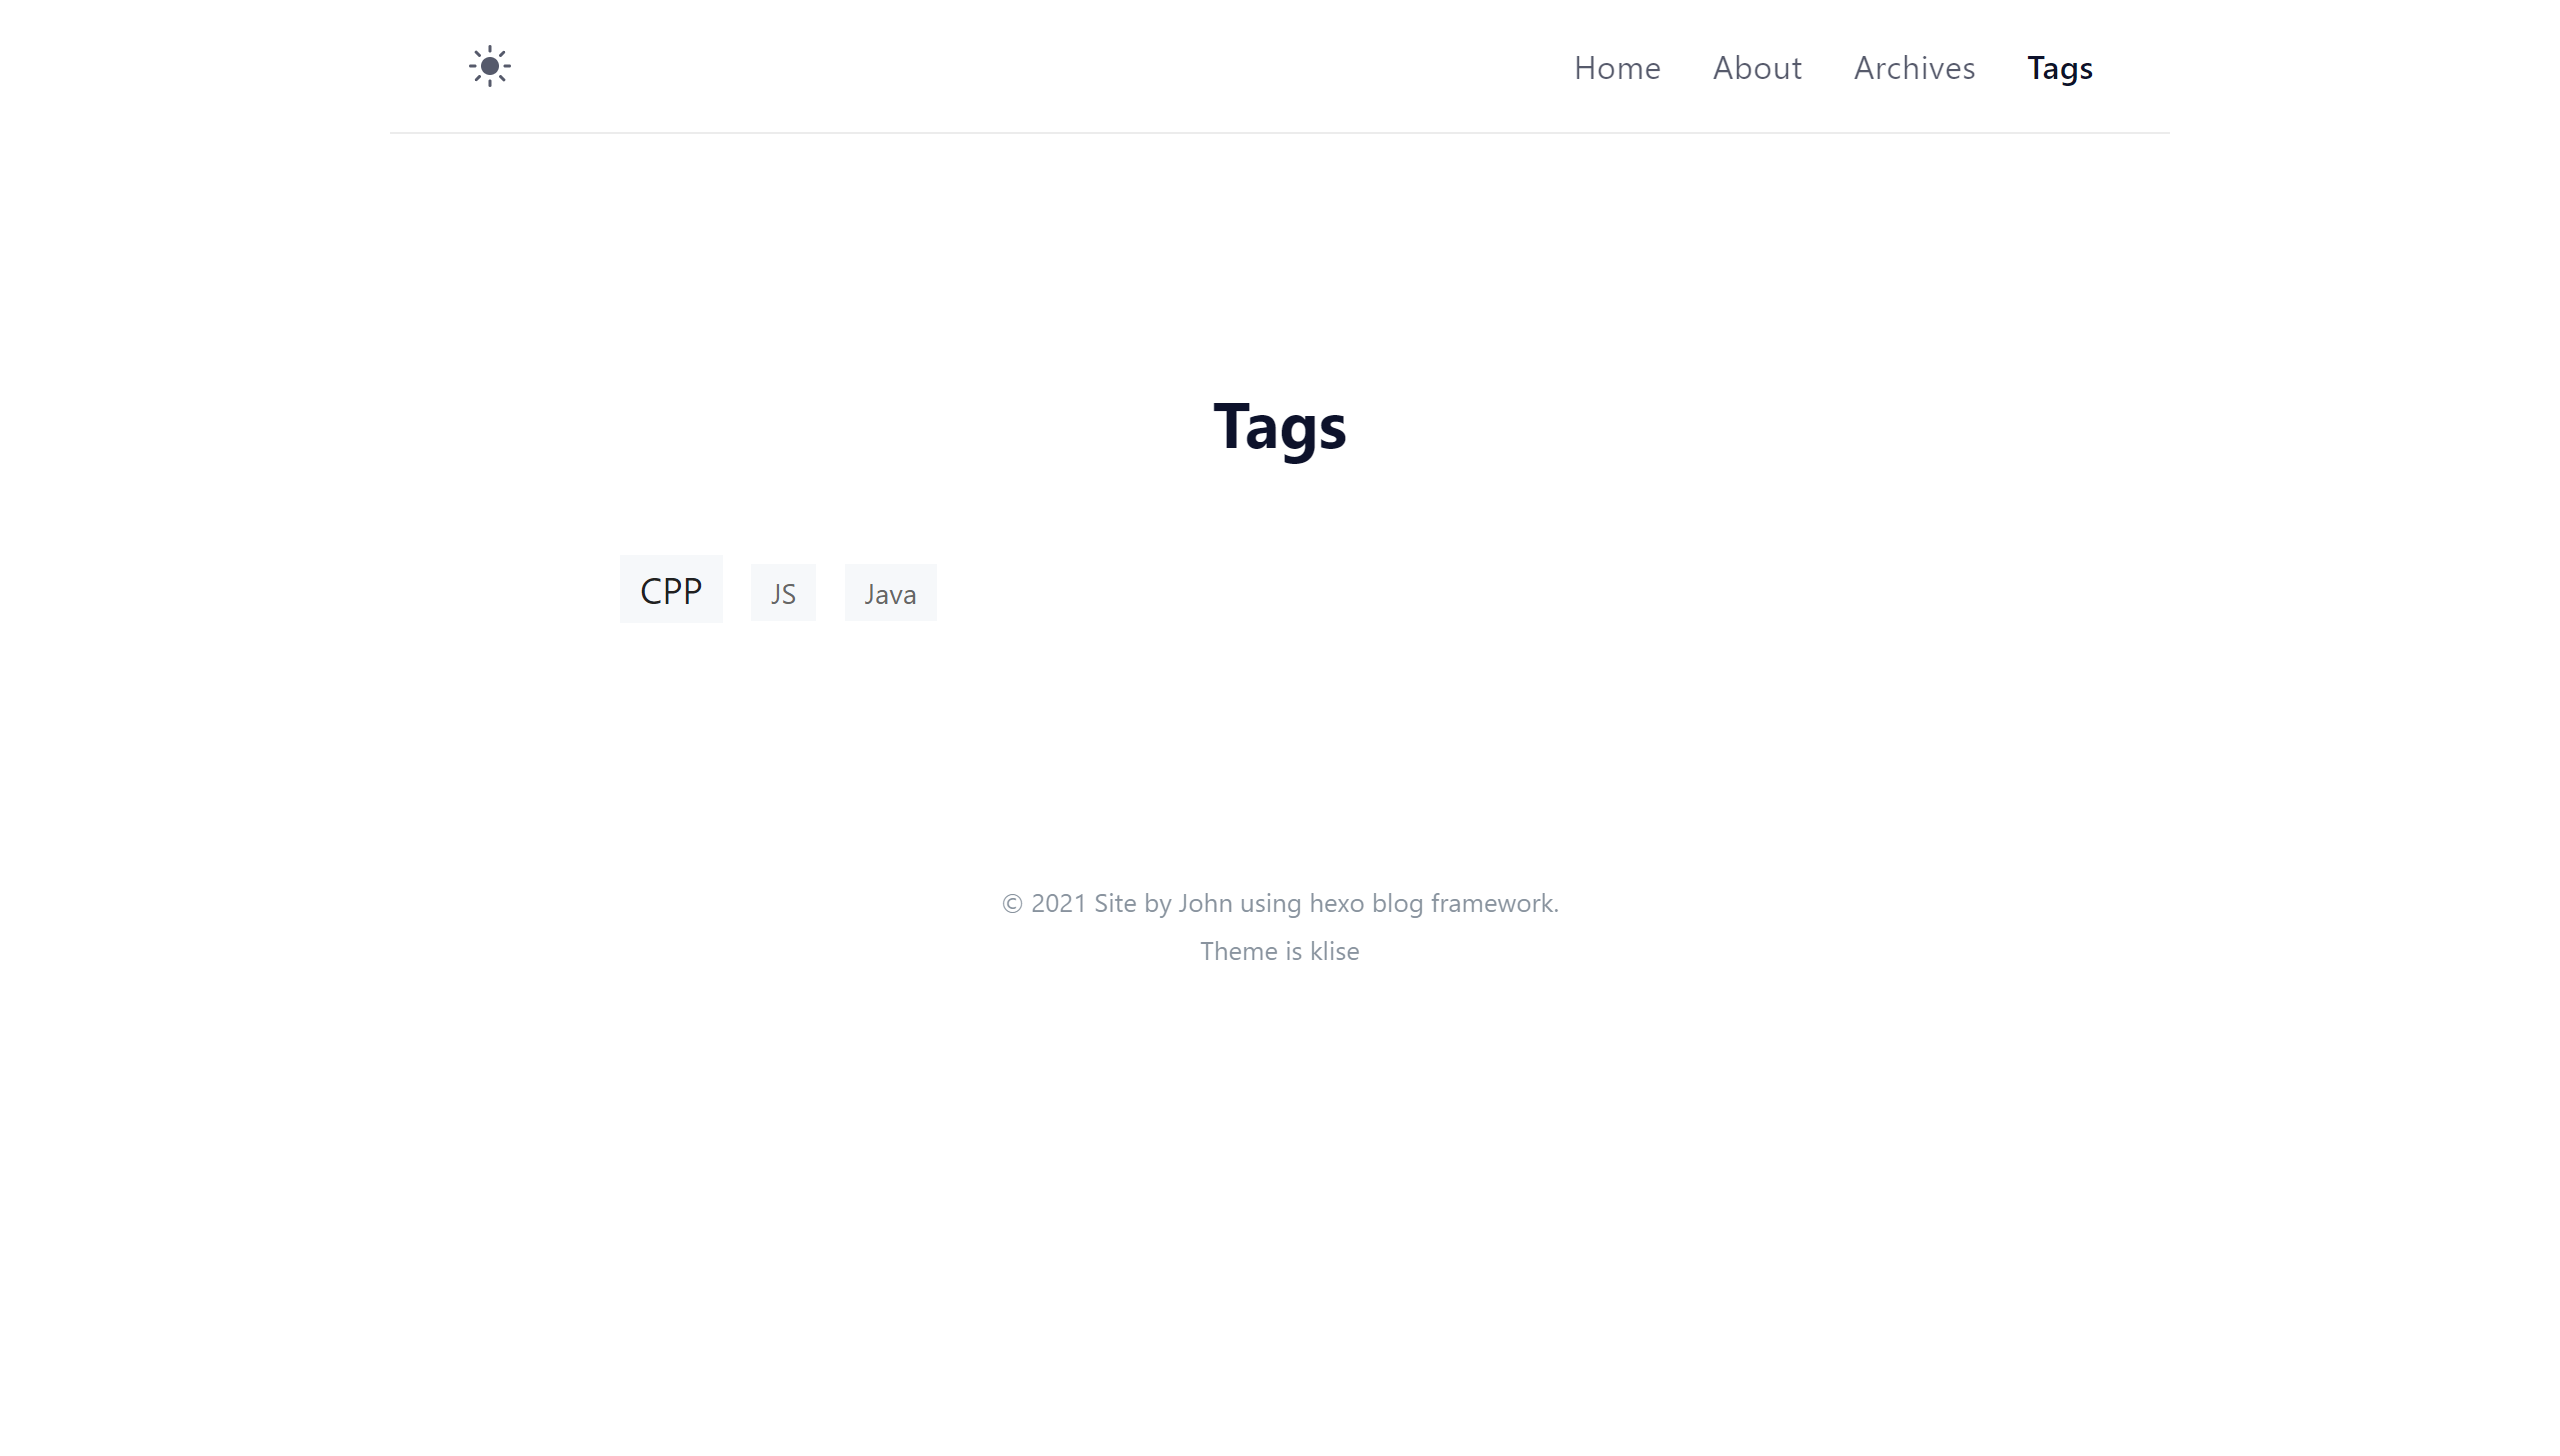 Home About Archives Tags
Tags
CPP JS Java
© 2021 Site by John using hexo blog framework.
Theme is klise